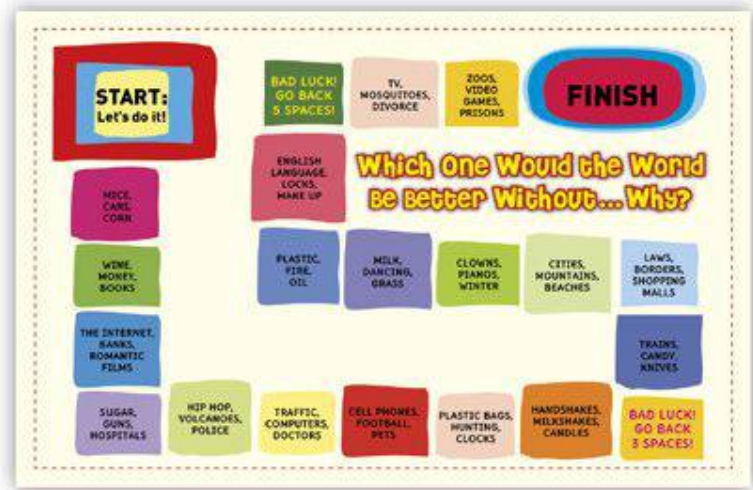 START:
Let's do it!
BAD LUCK!
GO BACK
5 SPACES!
TV,
MOSQUITOES,
DIVORCE
ZOOS,
VIDEO
GAMES,
PRISONS
FINISH
ENGLISH
LANGUAGE,
LOCKS,
MAKE UP
Which One Would the World
Be Better Without... Why?
MICE,
CARS,
CORN
WINE,
MONEY,
BOOKS
PLASTIC,
FIRE,
OIL
MILK,
DANCING,
GRASS
CLOWNS,
PIANOS,
WINTER
CITIES,
MOUNTAINS,
BEACHES
LAWS,
BORDERS,
SHOPPING
MALLS
THE INTERNET,
BANKS,
ROMANTIC
FILMS
TRAINS,
CANDY,
KNIVES
SUGAR,
GUNS,
HOSPITALS
HIP HOP,
VOLCANOES,
POLICE
TRAFFIC,
COMPUTERS,
DOCTORS
CELL PHONES,
FOOTBALL,
PETS
PLASTIC BAGS,
HUNTING,
CLOCKS
HANDSHAKES,
MILKSHAKES,
CANDLES
BAD LUCK!
GO BACK
3 SPACES!